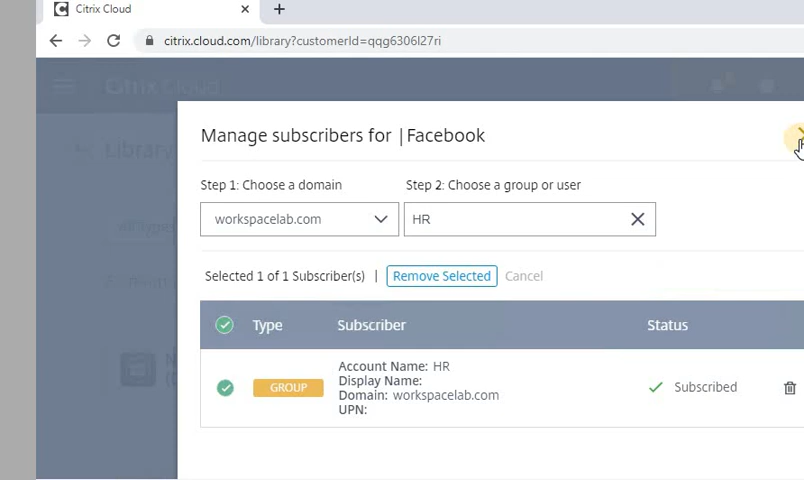 Citrix Cloud
citrix.cloud.com/library?customerId=qqg6306l27ri
Citrix Cloud
Library
Manage subscribers for |Facebook
Step 1: Choose a domain
Step 2: Choose a group or user
workspacelab.com
HR
Selected 1 of 1 Subscriber(s) | Remove Selected Cancel
Type Subscriber Status
GROUP
Account Name: HR
Display Name:
Domain: workspacelab.com
UPN:
Subscribed